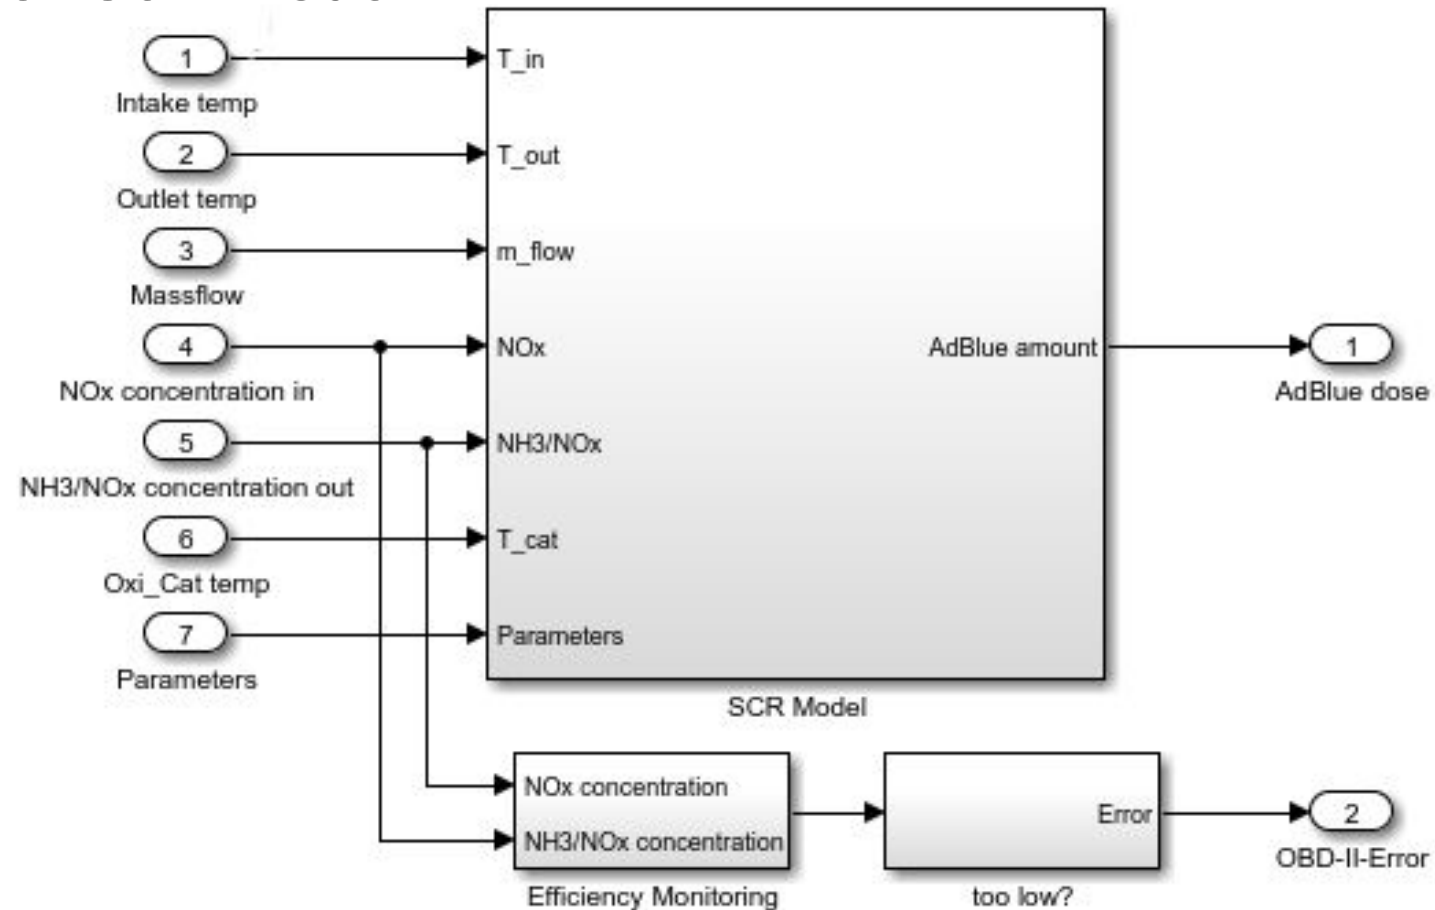 1
Intake temp
2
Outlet temp
3
Massflow
4
NOx concentration in
5
NH3/NOx concentration out
6
Oxi_Cat temp
7
Parameters
T_in
T_out
m_flow
NOx
NH3/NOx
T_cat
Parameters
AdBlue amount
SCR Model
1
AdBlue dose
NOx concentration
NH3/NOx concentration
Efficiency Monitoring
Error
too low?
2
OBD-II-Error